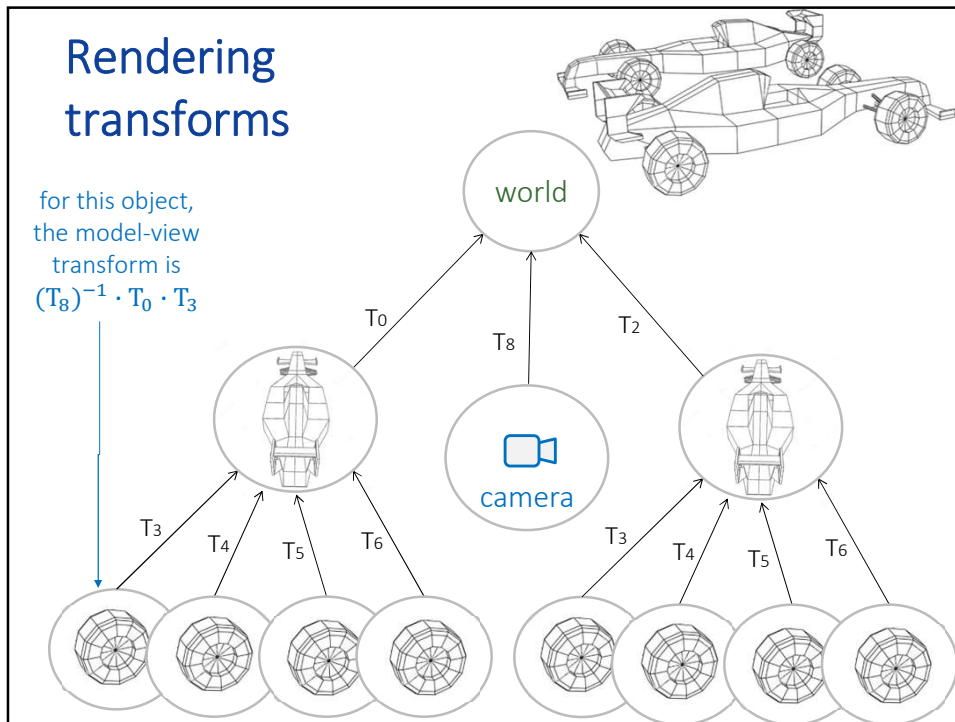 Rendering
transforms
for this object,
the model-view
transform is
(T₈)⁻¹ · T₀ · T₃
world
T₀
T₈
T₂
camera
T₃
T₄
T₅
T₆
T₃
T₄
T₅
T₆